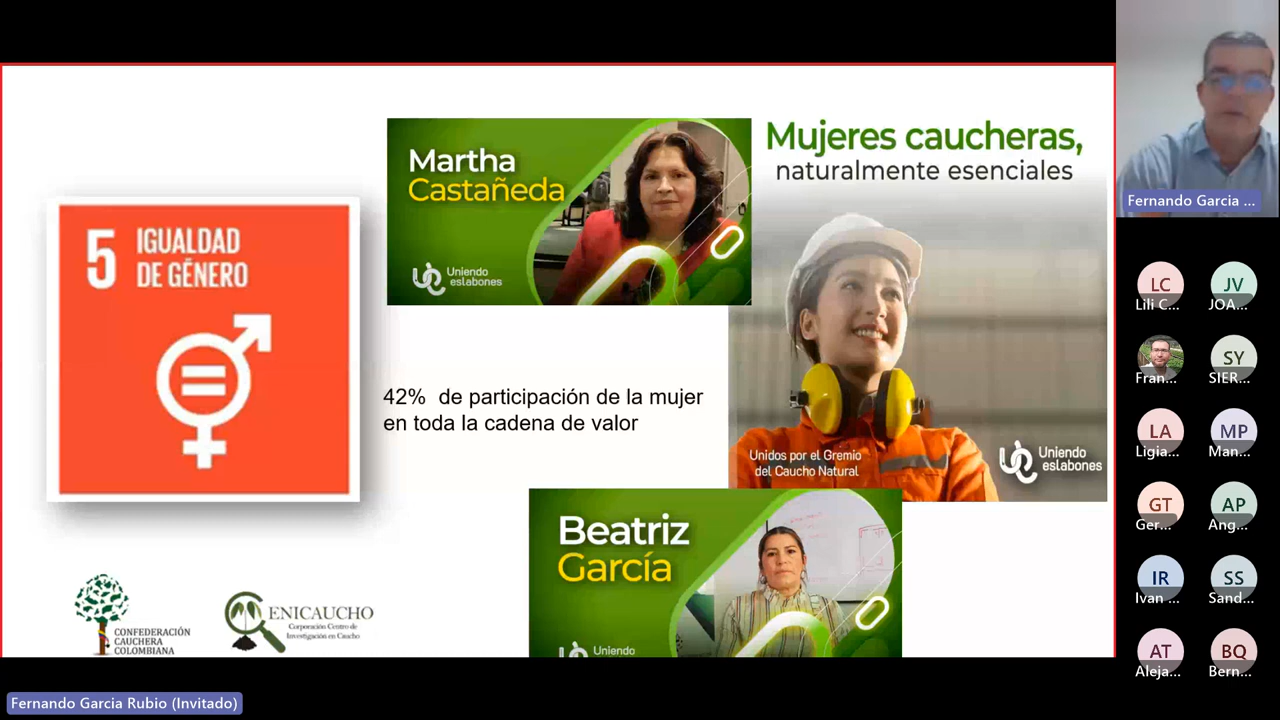 5 IGUALDAD
DE GÉNERO
Martha
Castañeda
Uniendo
eslabones
Mujeres caucheras,
naturalmente esenciales
42% de participación de la mujer
en toda la cadena de valor
Unidos por el Gremio
del Caucho Natural
Uniendo
eslabones
Beatriz
García
Uniendo
CONFEDERACIÓN
CAUCHERA
COLOMBIANA
ENICAUCHO
Corporación Centro de
Investigación en Caucho
Fernando Garcia Rubio (Invitado)
Fernando Garcia ...
LC
Lili C...
JV
JOA...
Fran...
SY
SIER...
LA
Ligia...
MP
Man...
GT
Ger...
AP
Ang...
IR
Ivan ...
SS
Sand...
AT
Aleja...
BQ
Bern...